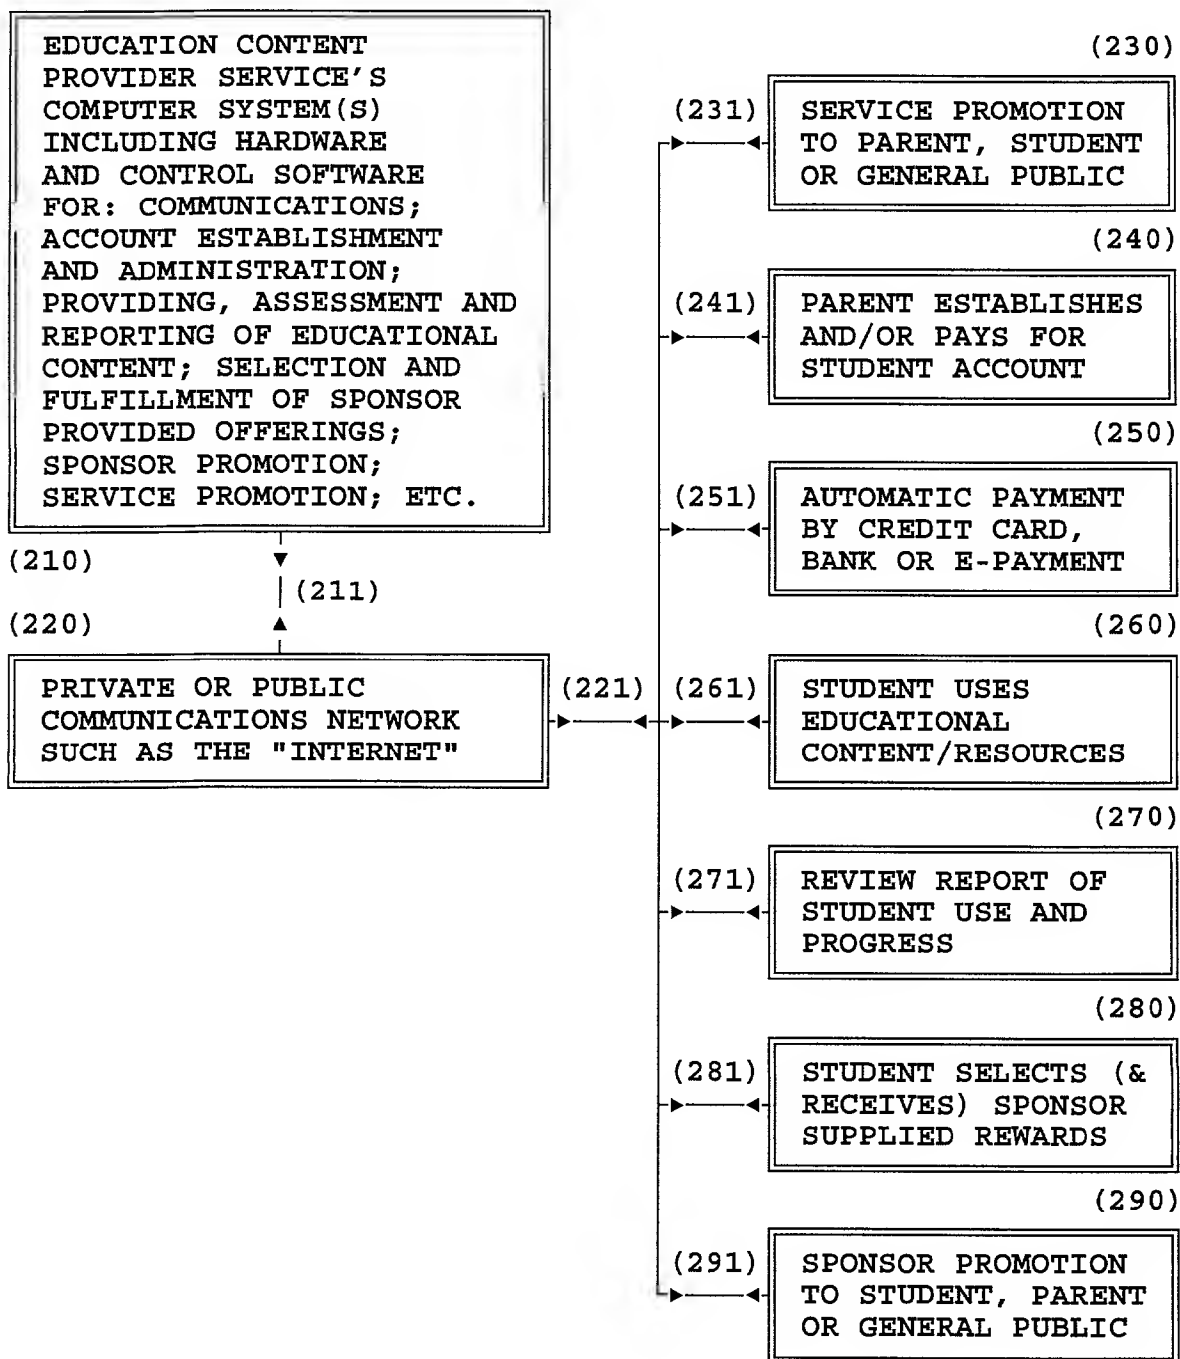 EDUCATION CONTENT
PROVIDER SERVICE'S
COMPUTER SYSTEM(S)
INCLUDING HARDWARE
AND CONTROL SOFTWARE
FOR: COMMUNICATIONS;
ACCOUNT ESTABLISHMENT
AND ADMINISTRATION;
PROVIDING, ASSESSMENT AND
REPORTING OF EDUCATIONAL
CONTENT; SELECTION AND
FULFILLMENT OF SPONSOR
PROVIDED OFFERINGS;
SPONSOR PROMOTION;
SERVICE PROMOTION; ETC.
(210)
(211)
(220)
PRIVATE OR PUBLIC
COMMUNICATIONS NETWORK
SUCH AS THE "INTERNET"
(221)
(230)
(231)
SERVICE PROMOTION
TO PARENT, STUDENT
OR GENERAL PUBLIC
(240)
(241)
PARENT ESTABLISHES
AND/OR PAYS FOR
STUDENT ACCOUNT
(250)
(251)
AUTOMATIC PAYMENT
BY CREDIT CARD,
BANK OR E-PAYMENT
(260)
(261)
STUDENT USES
EDUCATIONAL
CONTENT/RESOURCES
(270)
(271)
REVIEW REPORT OF
STUDENT USE AND
PROGRESS
(280)
(281)
STUDENT SELECTS (&
RECEIVES) SPONSOR
SUPPLIED REWARDS
(290)
(291)
SPONSOR PROMOTION
TO STUDENT, PARENT
OR GENERAL PUBLIC